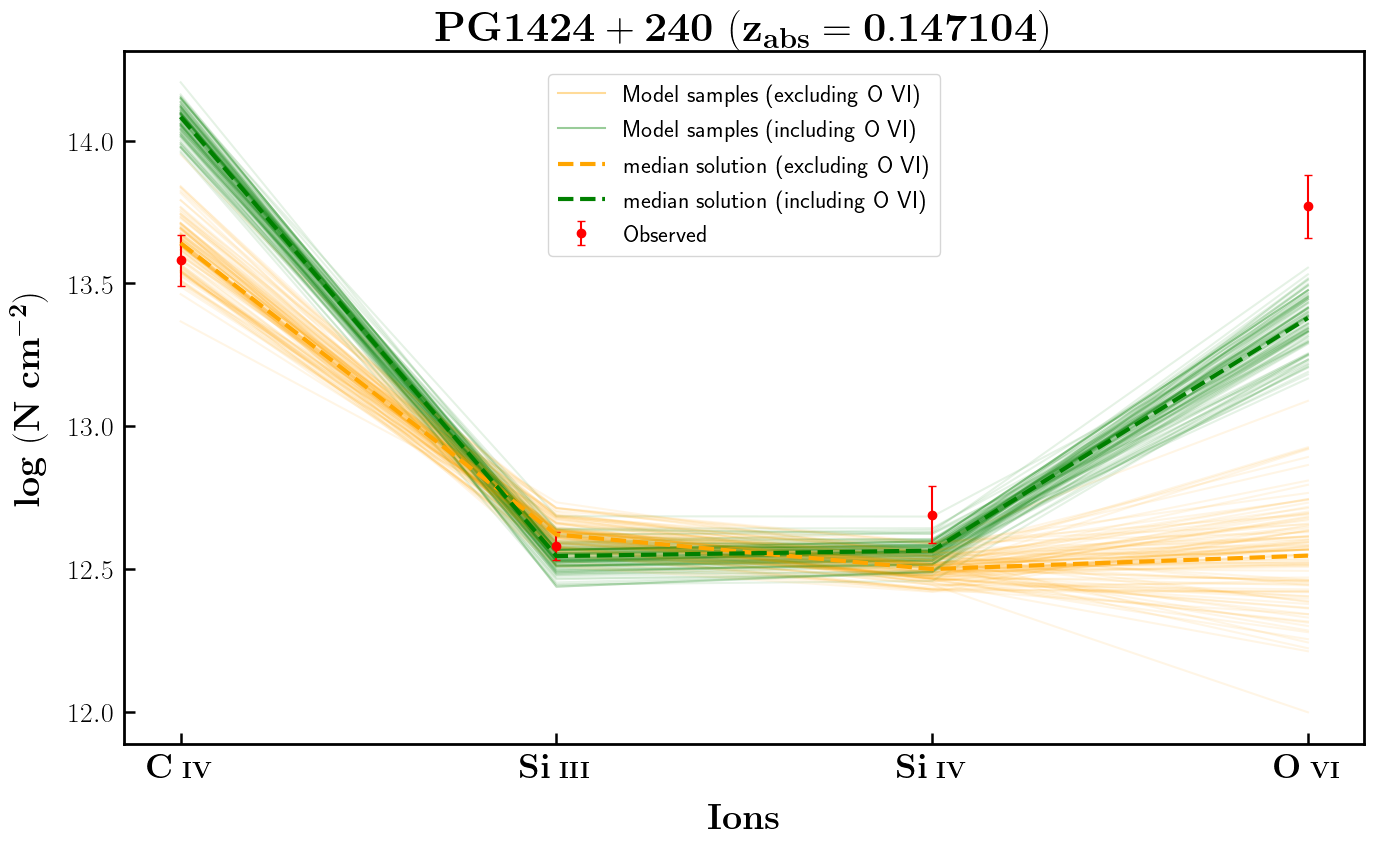 PG1424 + 240 (z_abs = 0.147104)
Model samples (excluding O VI)
Model samples (including O VI)
median solution (excluding O VI)
median solution (including O VI)
Observed
log (N cm⁻²)
14.0
13.5
13.0
12.5
12.0
C IV
Si III
Si IV
O VI
Ions